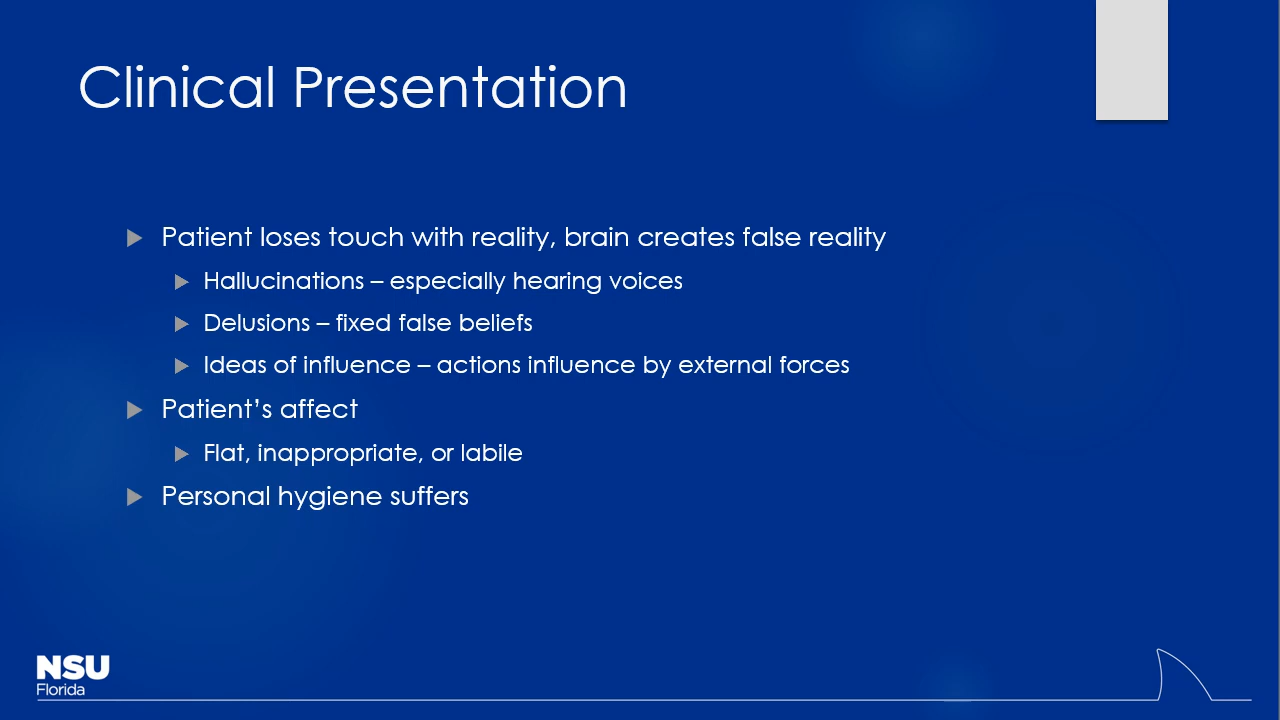 Clinical Presentation
Patient loses touch with reality, brain creates false reality
Hallucinations – especially hearing voices
Delusions – fixed false beliefs
Ideas of influence – actions influence by external forces
Patient’s affect
Flat, inappropriate, or labile
Personal hygiene suffers
NSU
Florida